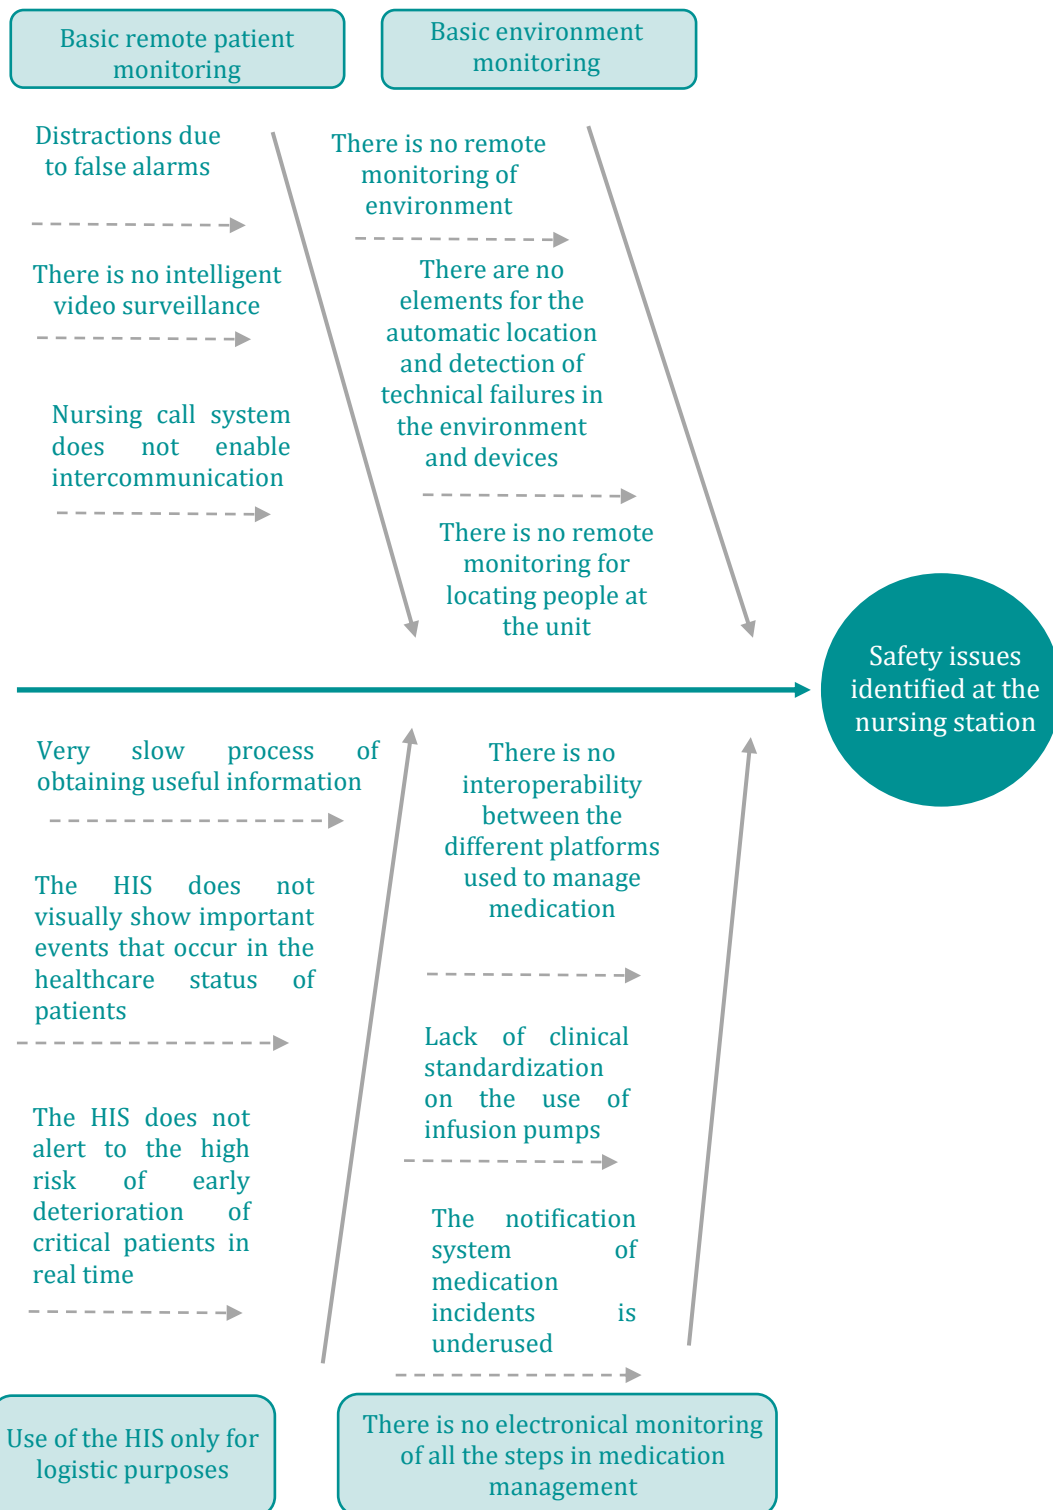 Basic remote patient
monitoring
Basic environment
monitoring
Distractions due
to false alarms
There is no intelligent
video surveillance
Nursing call system
does not enable
intercommunication
There is no remote
monitoring of
environment
There are no
elements for the
automatic location
and detection of
technical failures in
the environment
and devices
There is no remote
monitoring for
locating people at
the unit
Safety issues
identified at the
nursing station
Very slow process of
obtaining useful information
The HIS does not
visually show important
events that occur in the
healthcare status of
patients
The HIS does not
alert to the high
risk of early
deterioration of
critical patients in
real time
There is no
interoperability
between the
different platforms
used to manage
medication
Lack of clinical
standardization
on the use of
infusion pumps
The notification
system of
medication
incidents is
underused
Use of the HIS only for
logistic purposes
There is no electronical monitoring
of all the steps in medication
management